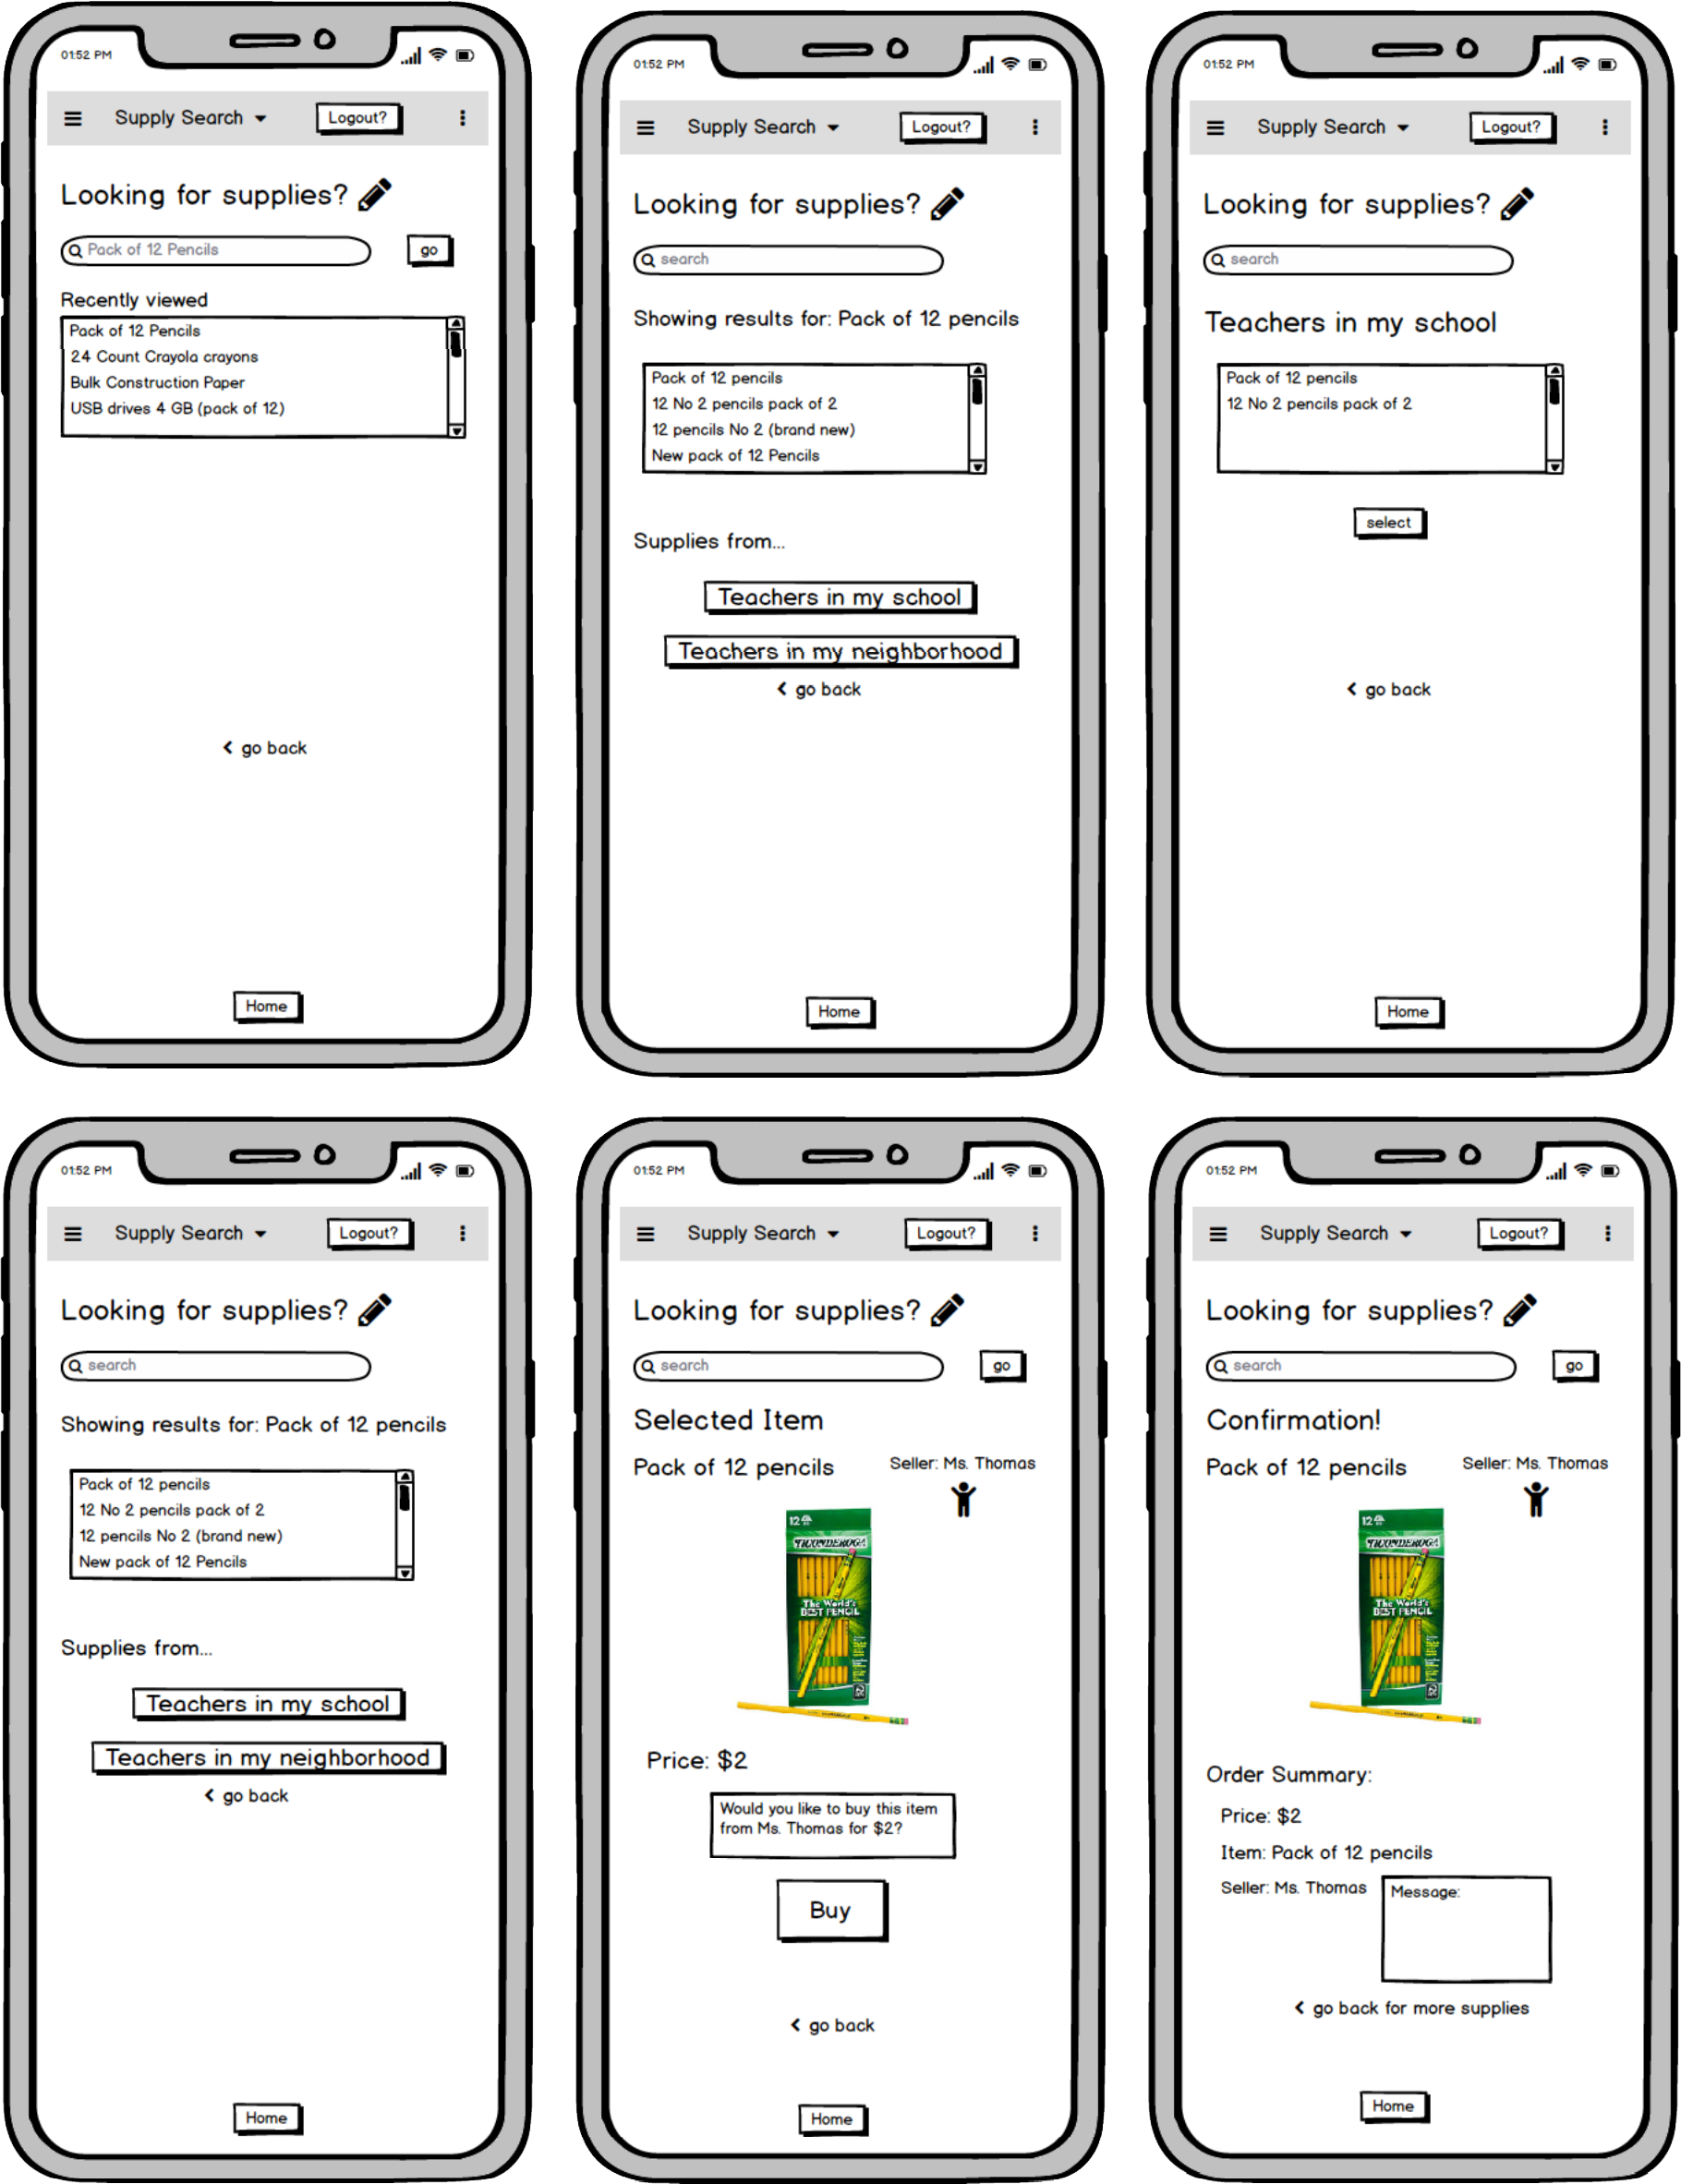 01:52 PM
Supply Search
Logout?
Looking for supplies?
Pack of 12 Pencils
go
Recently viewed
Pack of 12 Pencils
24 Count Crayola crayons
Bulk Construction Paper
USB drives 4 GB (pack of 12)
go back
Home
01:52 PM
Supply Search
Logout?
Looking for supplies?
search
Showing results for: Pack of 12 pencils
Pack of 12 pencils
12 No 2 pencils pack of 2
12 pencils No 2 (brand new)
New pack of 12 Pencils
Supplies from...
Teachers in my school
Teachers in my neighborhood
go back
Home
01:52 PM
Supply Search
Logout?
Looking for supplies?
search
Teachers in my school
Pack of 12 pencils
12 No 2 pencils pack of 2
select
go back
Home
01:52 PM
Supply Search
Logout?
Looking for supplies?
search
Showing results for: Pack of 12 pencils
Pack of 12 pencils
12 No 2 pencils pack of 2
12 pencils No 2 (brand new)
New pack of 12 Pencils
Supplies from...
Teachers in my school
Teachers in my neighborhood
go back
Home
01:52 PM
Supply Search
Logout?
Looking for supplies?
search
go
Selected Item
Pack of 12 pencils
Seller: Ms. Thomas
12
TICONDEROGA
The World's
BEST PENCIL
Price: $2
Would you like to buy this item
from Ms. Thomas for $2?
Buy
go back
Home
01:52 PM
Supply Search
Logout?
Looking for supplies?
search
go
Confirmation!
Pack of 12 pencils
Seller: Ms. Thomas
12
TICONDEROGA
The World's
BEST PENCIL
Order Summary:
Price: $2
Item: Pack of 12 pencils
Seller: Ms. Thomas
Message:
go back for more supplies
Home